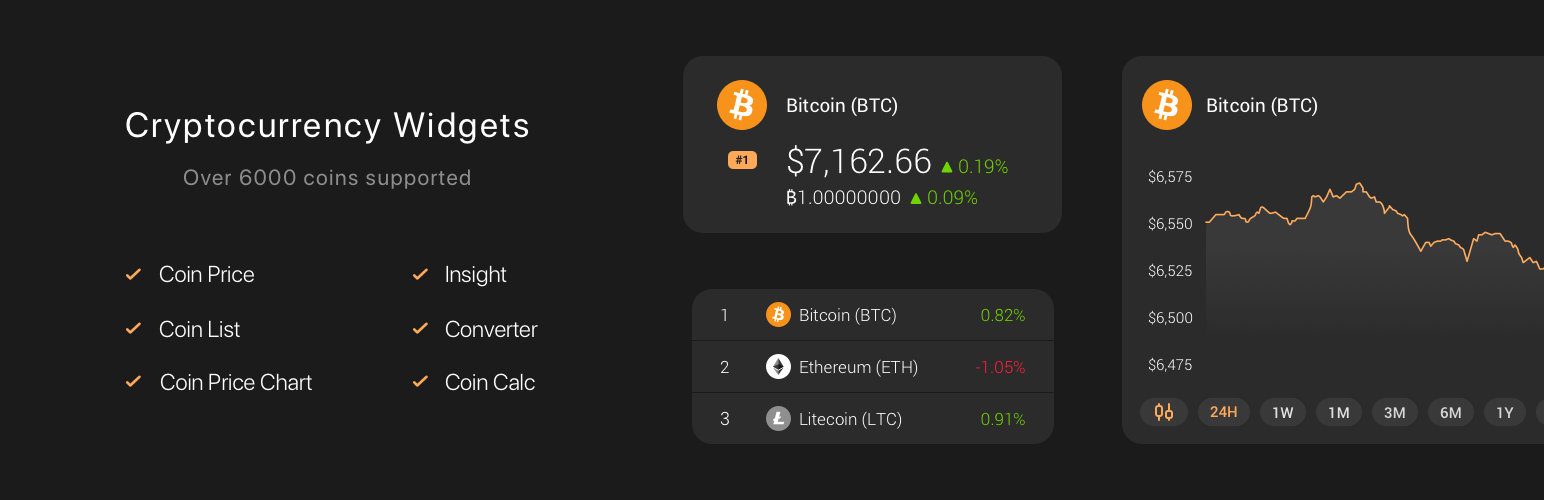 Cryptocurrency Widgets
Over 6000 coins supported
Coin Price
Insight
Coin List
Converter
Coin Price Chart
Coin Calc
Bitcoin (BTC)
#1
$7,162.66 ▲ 0.19%
฿1.00000000 ▲ 0.09%
1 Bitcoin (BTC) 0.82%
2 Ethereum (ETH) -1.05%
3 Litecoin (LTC) 0.91%
Bitcoin (BTC)
$6,575
$6,550
$6,525
$6,500
$6,475
24H 1W 1M 3M 6M 1Y